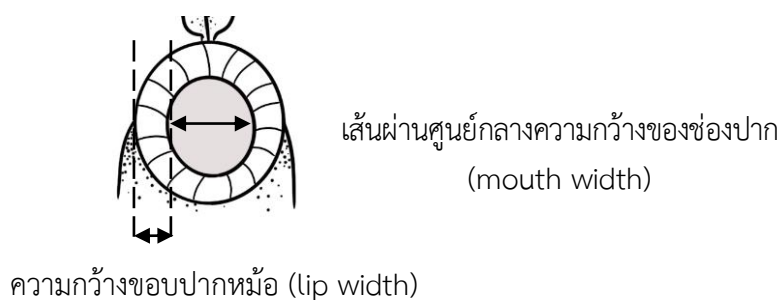 เส้นผ่านศูนย์กลางความกว้างของช่องปาก
(mouth width)
ความกว้างขอบปากหม้อ (lip width)